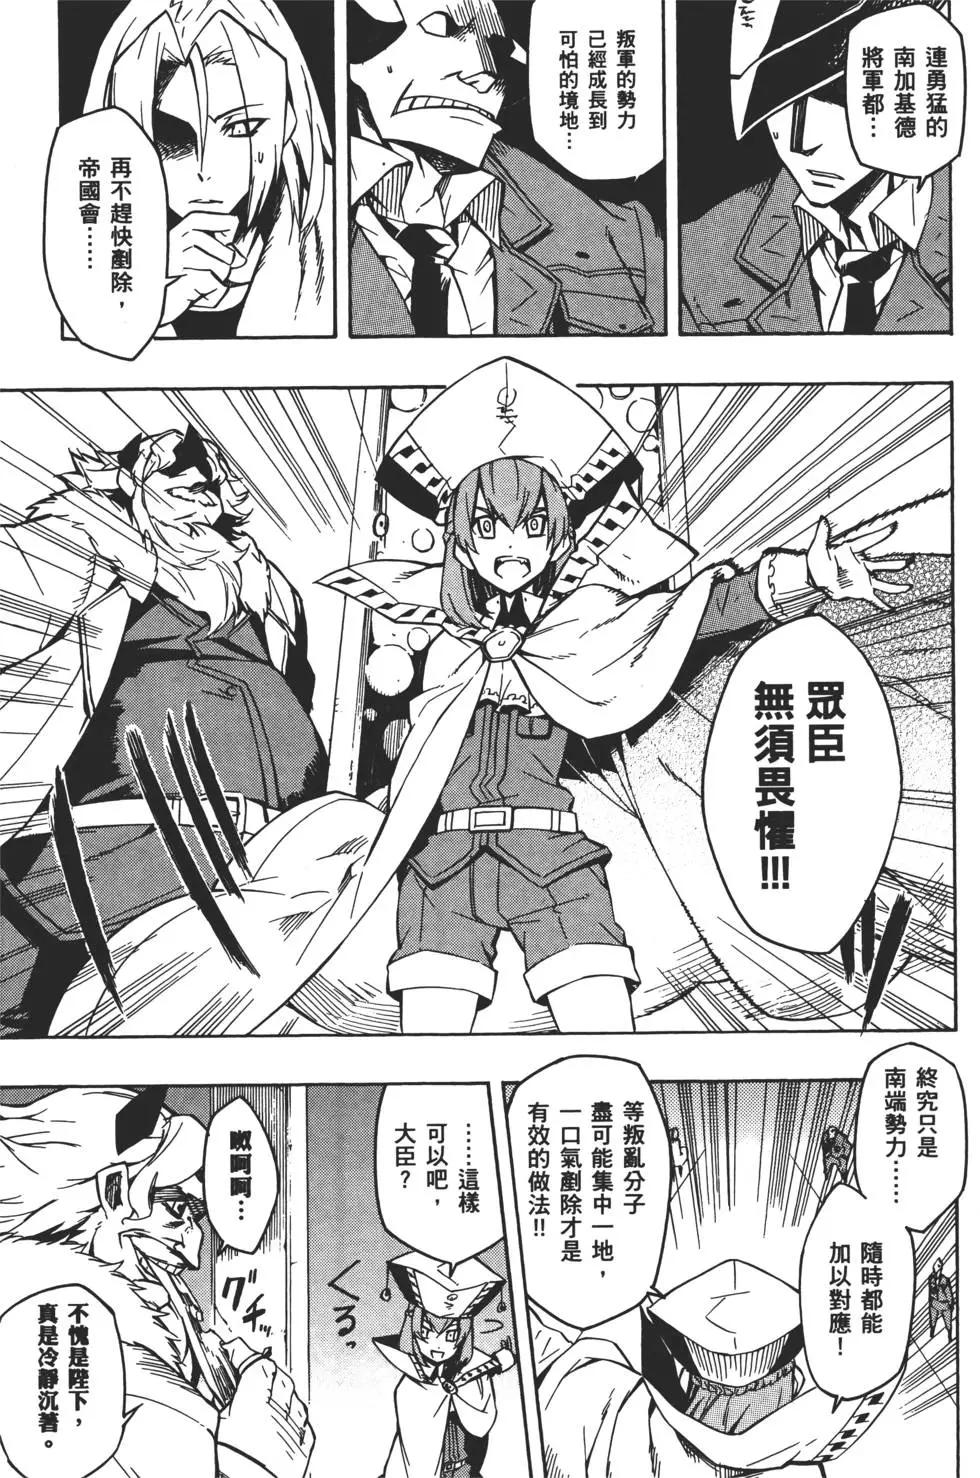 連勇猛的
南加基德
將軍都…
叛軍的勢力
已經成長到
可怕的境地…
再不趕快剷除，
帝國會……
眾臣
無須畏懼!!!
終究只是
南端勢力……
隨時都能
加以對應！
等叛亂分子
盡可能集中一地，
一口氣剷除才是
有效的做法!!
……這樣
可以吧，
大臣？
くるっ
呵呵…
グチ
不愧是陛下，
真是冷靜沉著。